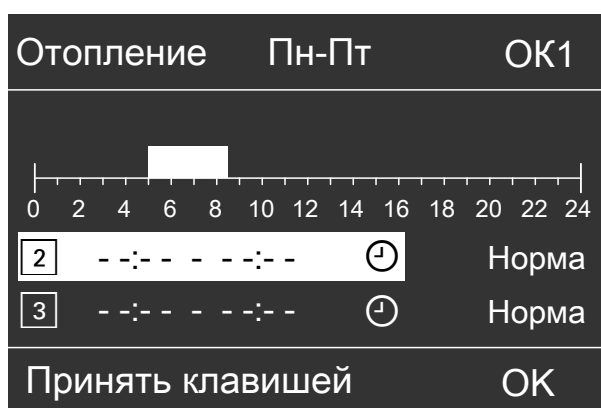 Отопление Пн-Пт ОК1
0 2 4 6 8 10 12 14 16 18 20 22 24
2 - -:- - - - -:- - Норма
3 - -:- - - - -:- - Норма
Принять клавишей OK